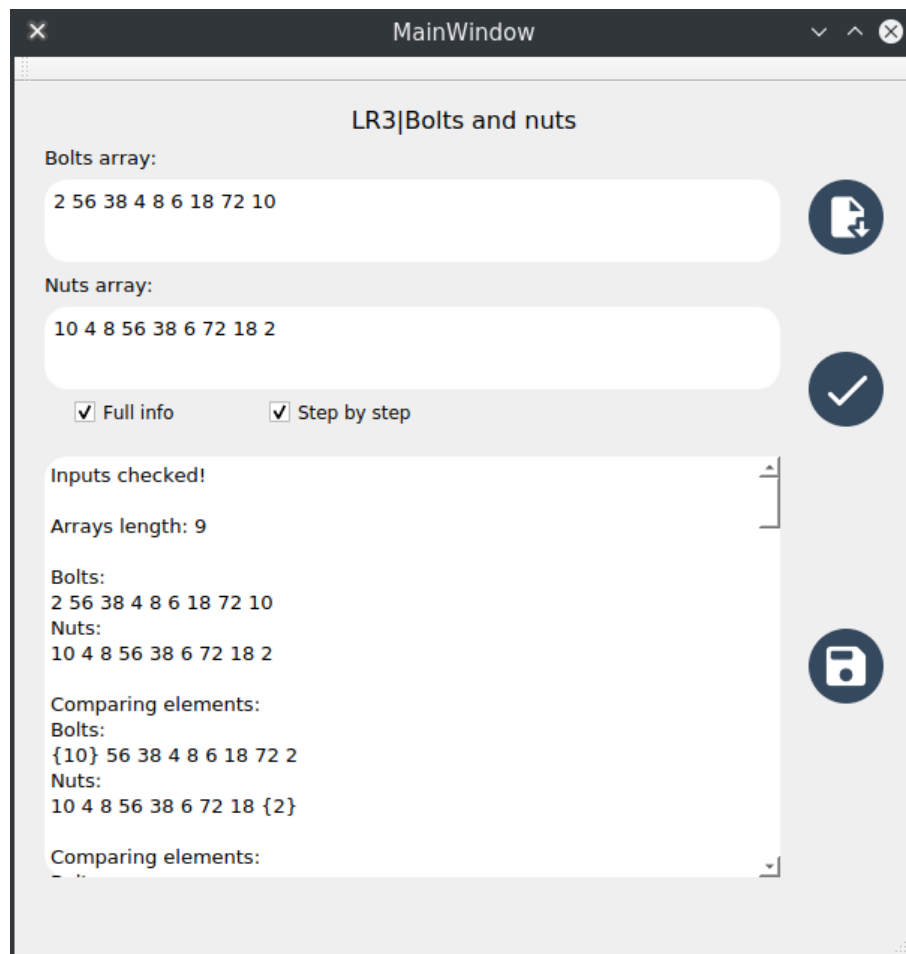 MainWindow
LR3|Bolts and nuts
Bolts array:
2 56 38 4 8 6 18 72 10
Nuts array:
10 4 8 56 38 6 72 18 2
Full info
Step by step
Inputs checked!
Arrays length: 9
Bolts:
2 56 38 4 8 6 18 72 10
Nuts:
10 4 8 56 38 6 72 18 2
Comparing elements:
Bolts:
{10} 56 38 4 8 6 18 72 2
Nuts:
10 4 8 56 38 6 72 18 {2}
Comparing elements: